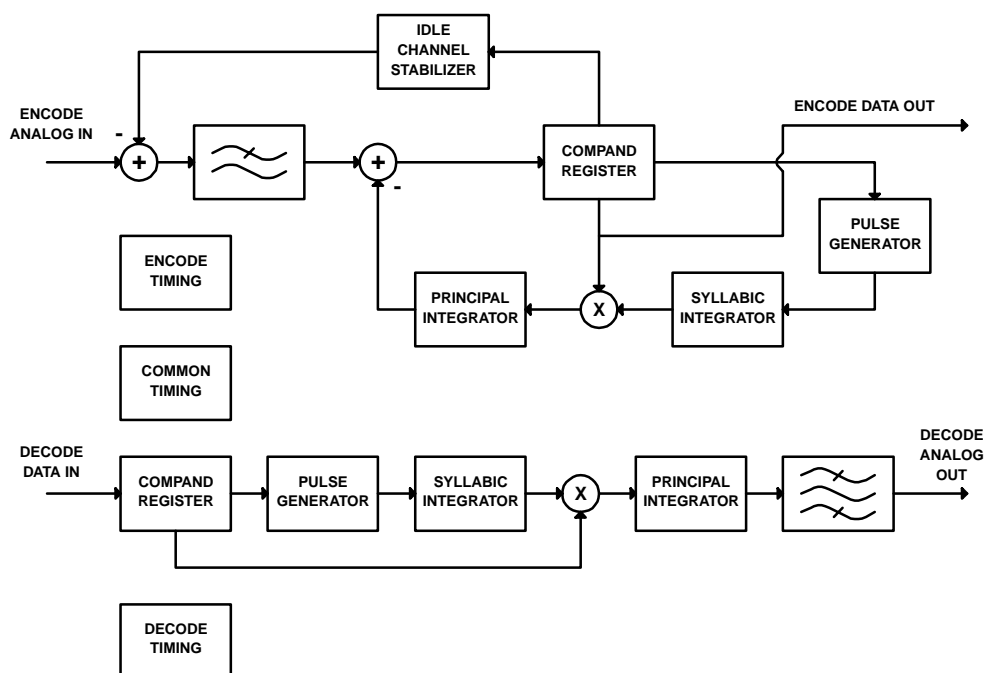 IDLE
CHANNEL
STABILIZER
ENCODE
ANALOG IN
ENCODE DATA OUT
-
+
+
-
COMPAND
REGISTER
PULSE
GENERATOR
ENCODE
TIMING
PRINCIPAL
INTEGRATOR
X
SYLLABIC
INTEGRATOR
COMMON
TIMING
DECODE
DATA IN
DECODE
ANALOG
OUT
COMPAND
REGISTER
PULSE
GENERATOR
SYLLABIC
INTEGRATOR
X
PRINCIPAL
INTEGRATOR
DECODE
TIMING